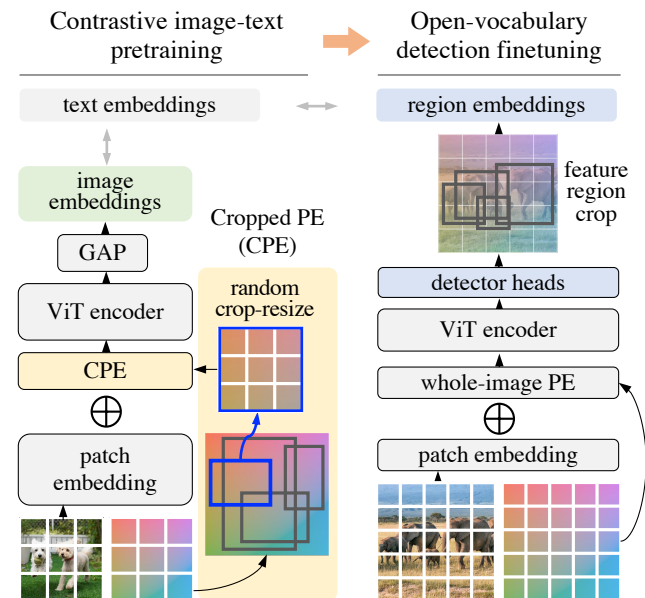 Contrastive image-text
pretraining
text embeddings
image
embeddings
GAP
ViT encoder
CPE
patch
embedding
Cropped PE
(CPE)
random
crop-resize
Open-vocabulary
detection finetuning
region embeddings
feature
region
crop
detector heads
ViT encoder
whole-image PE
patch embedding